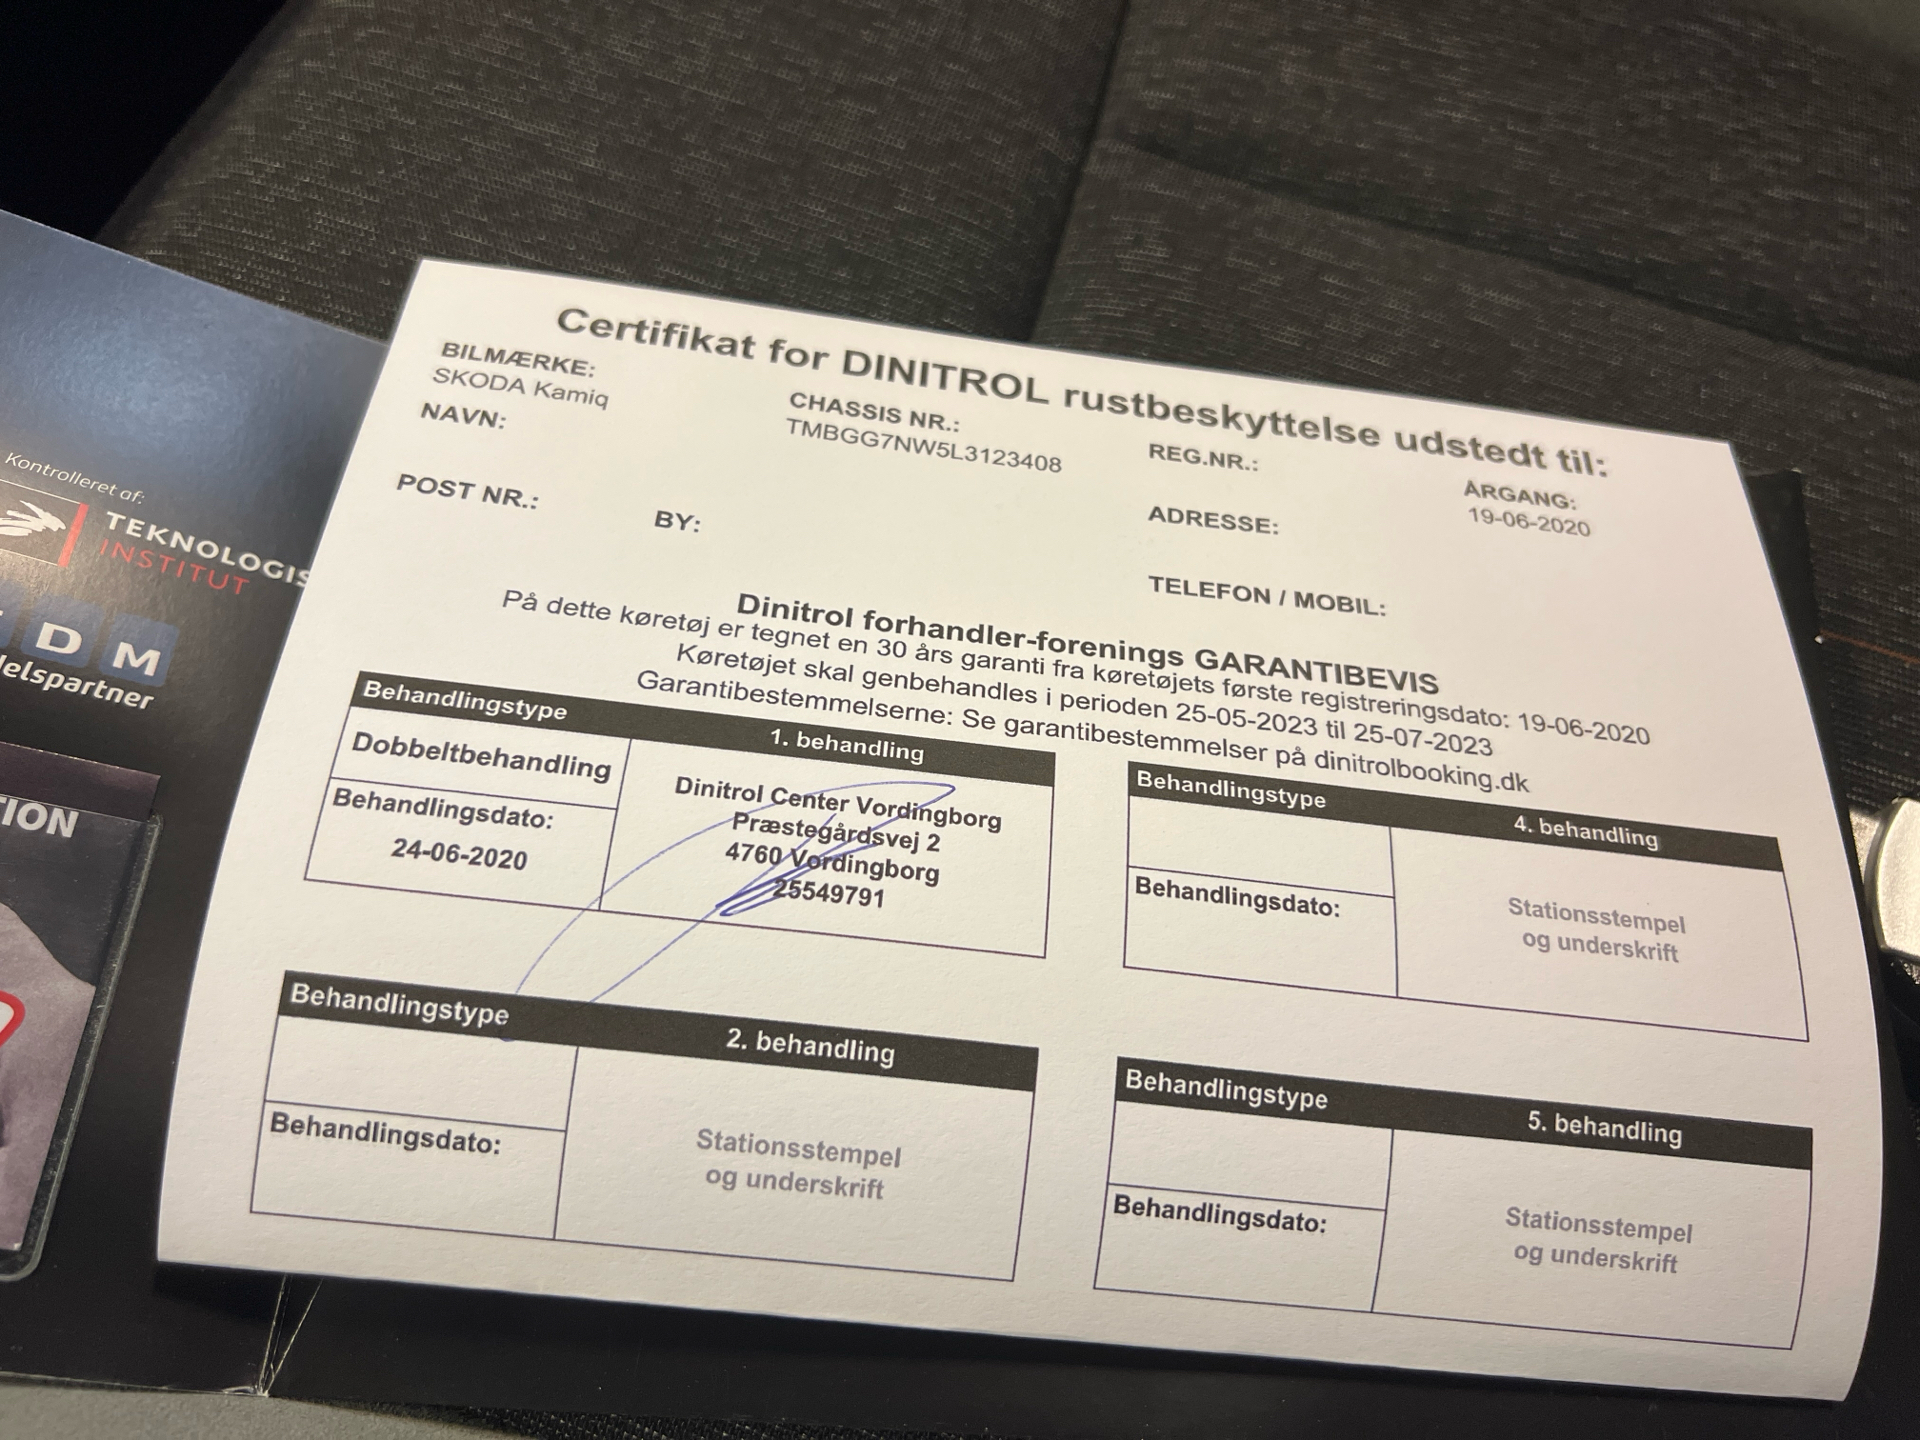 Certifikat for DINITROL rustbeskyttelse udstedt til:
BILMÆRKE:
SKODA Kamiq
CHASSIS NR.:
TMBGG7NW5L3123408
REG.NR.:
ÅRGANG:
19-06-2020
NAVN:
ADRESSE:
POST NR.:
BY:
TELEFON / MOBIL:
Dinitrol forhandler-forenings GARANTIBEVIS
På dette køretøj er tegnet en 30 års garanti fra køretøjets første registreringsdato: 19-06-2020
Køretøjet skal genbehandles i perioden 25-05-2023 til 25-07-2023
Garantibestemmelserne: Se garantibestemmelser på dinitrolbooking.dk
Behandlingstype
1. behandling
Dobbeltbehandling
Behandlingsdato:
24-06-2020
Dinitrol Center Vordingborg
Præstegårdsvej 2
4760 Vordingborg
25549791
Behandlingstype
4. behandling
Behandlingsdato:
Stationsstempel
og underskrift
Behandlingstype
2. behandling
Behandlingsdato:
Stationsstempel
og underskrift
Behandlingstype
5. behandling
Behandlingsdato:
Stationsstempel
og underskrift
Kontrolleret af:
TEKNOLOGIS
INSTITUT
DM
elspartner
ION